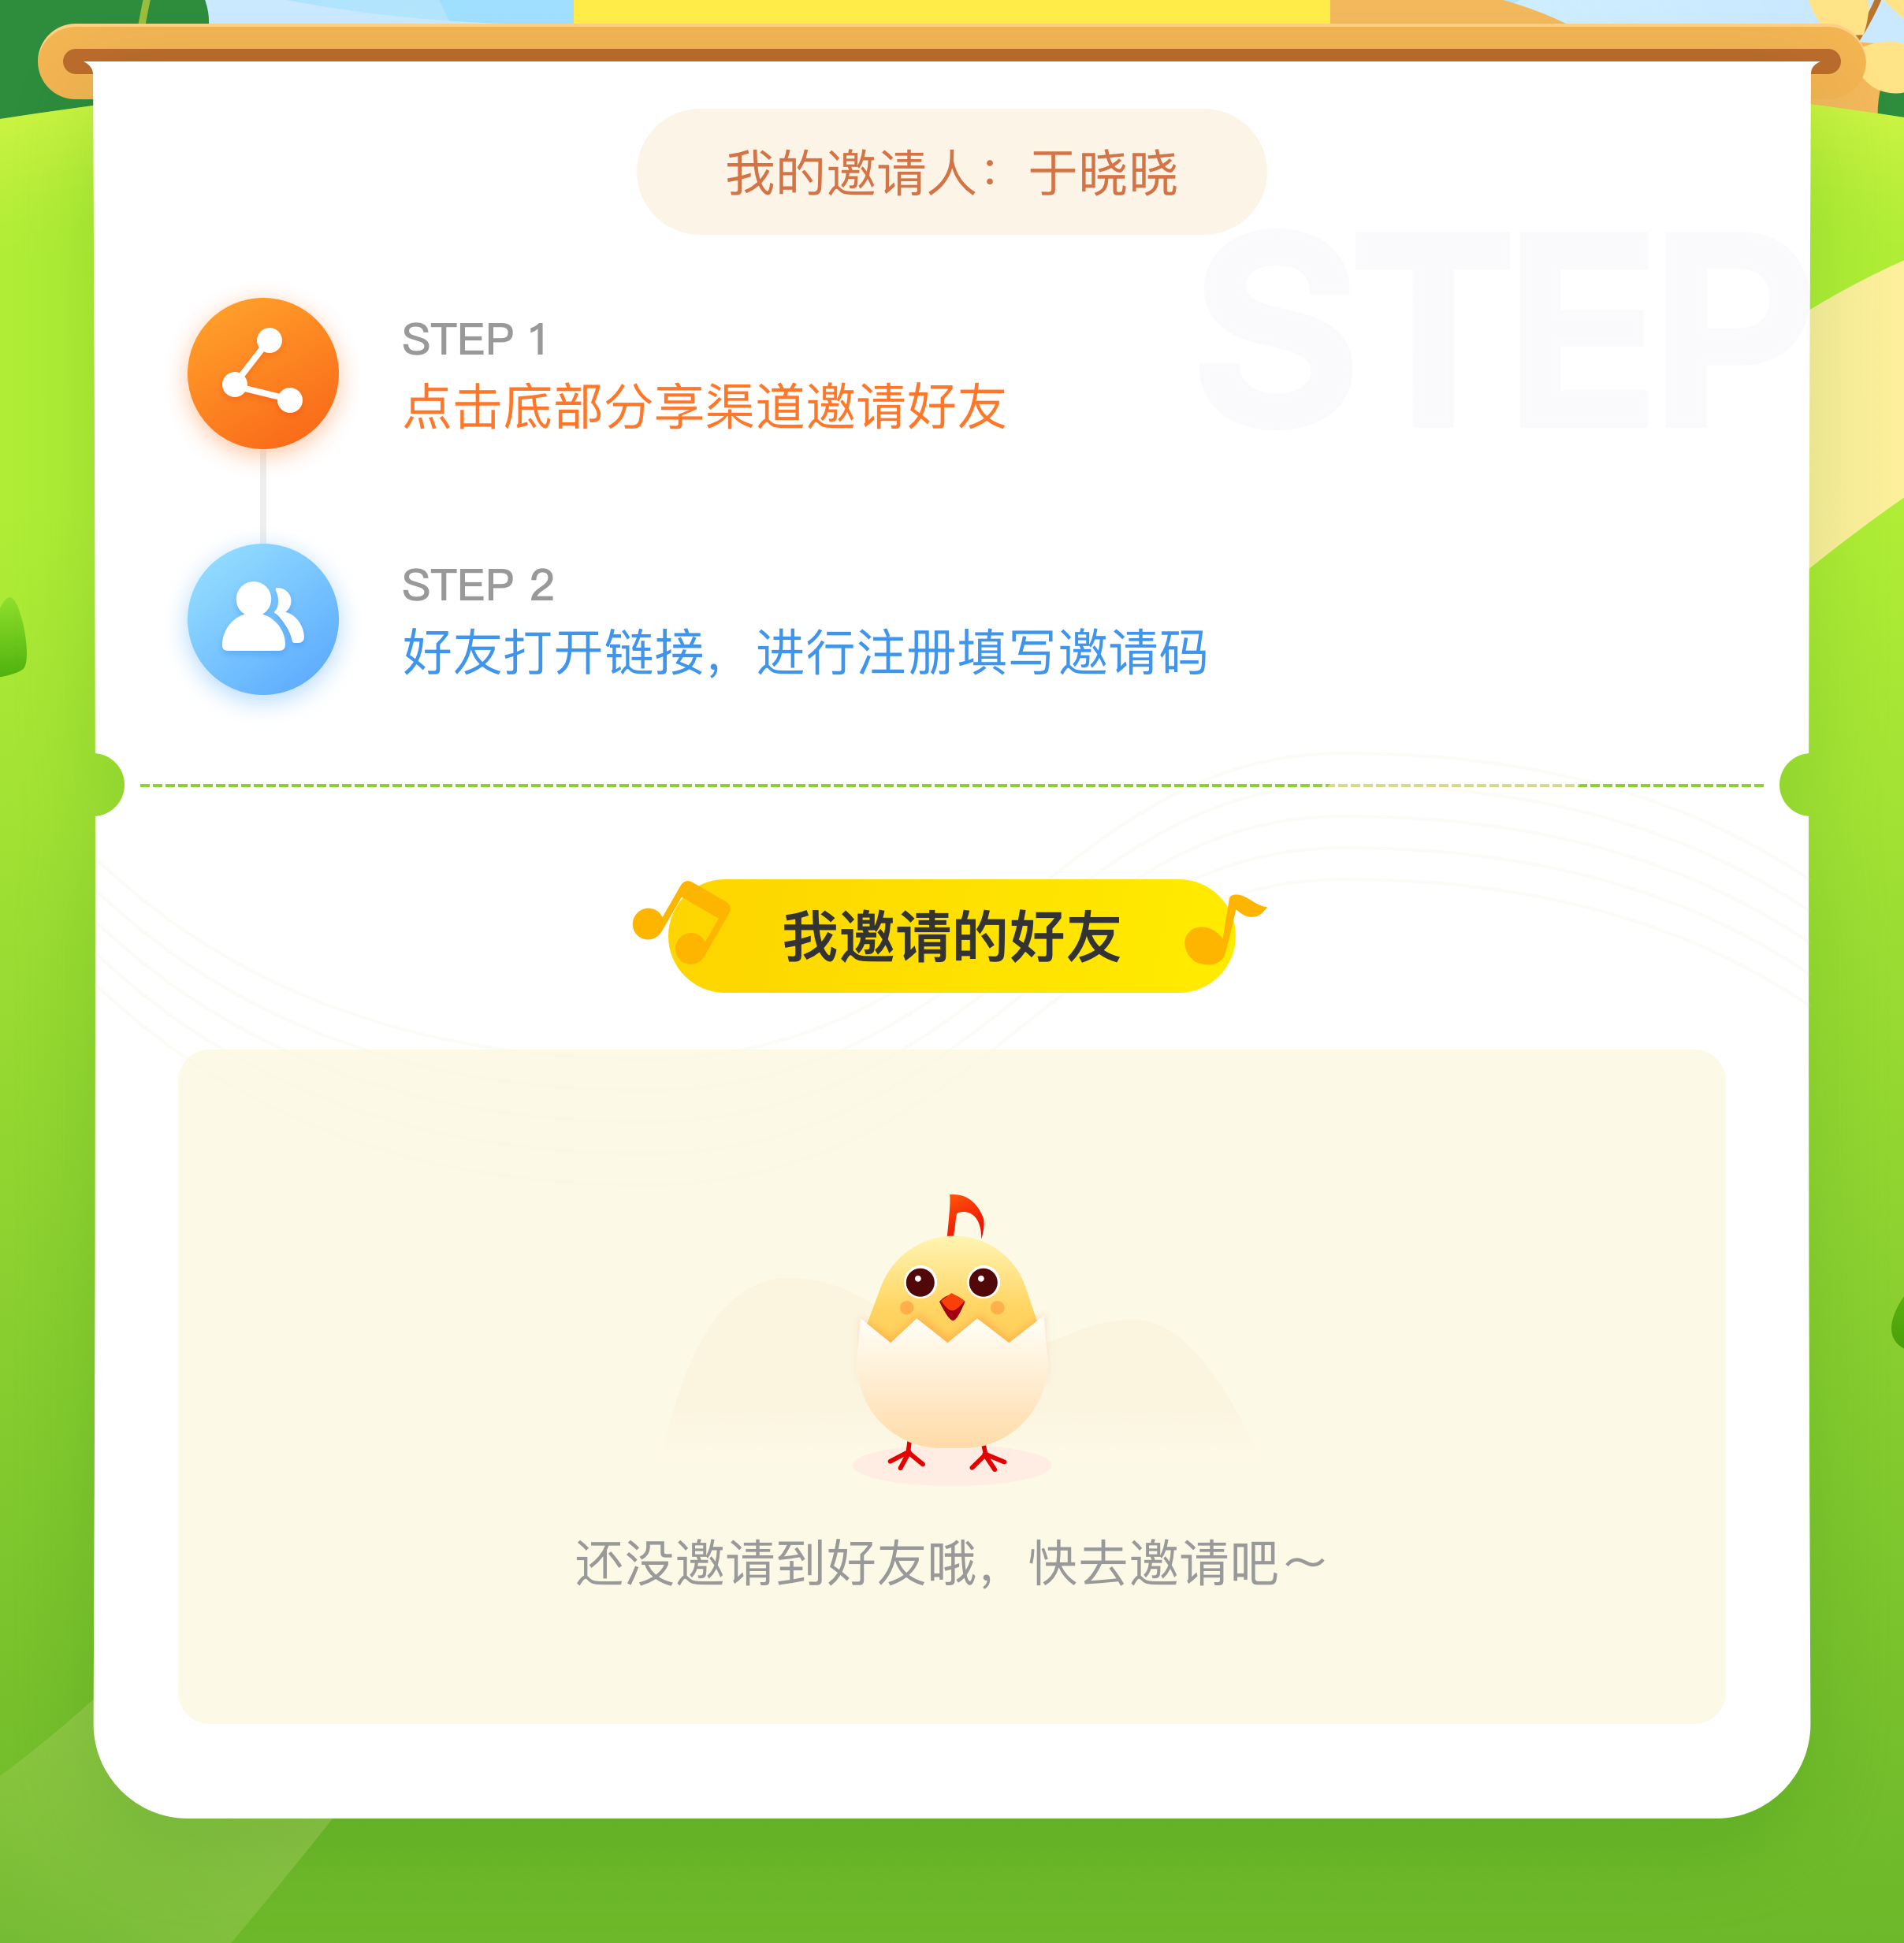 我的邀请人：于晓晓
STEP
STEP 1
点击底部分享渠道邀请好友
STEP 2
好友打开链接，进行注册填写邀请码
我邀请的好友
还没邀请到好友哦，快去邀请吧~